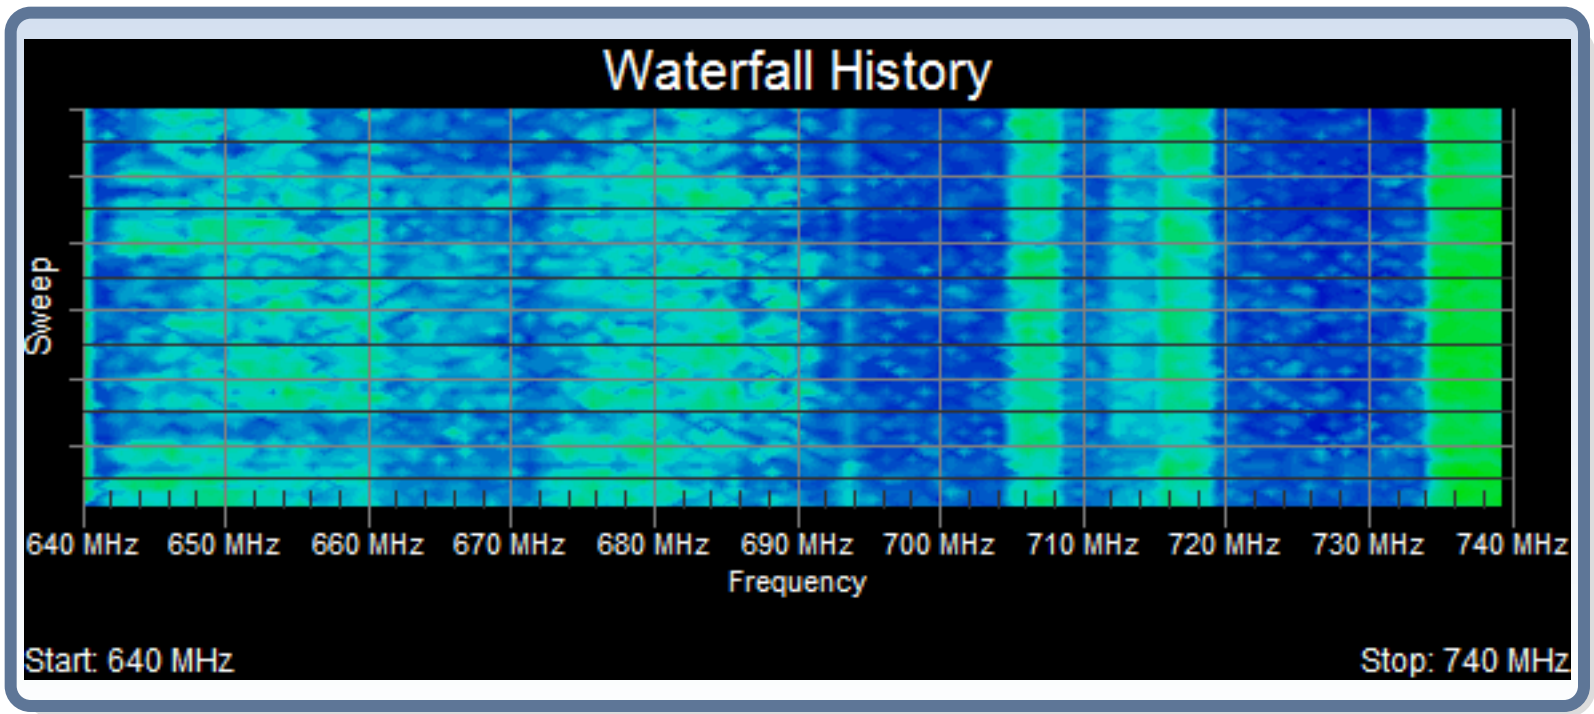 Waterfall History
Sweep
640 MHz 650 MHz 660 MHz 670 MHz 680 MHz 690 MHz 700 MHz 710 MHz 720 MHz 730 MHz 740 MHz
Frequency
Start: 640 MHz
Stop: 740 MHz